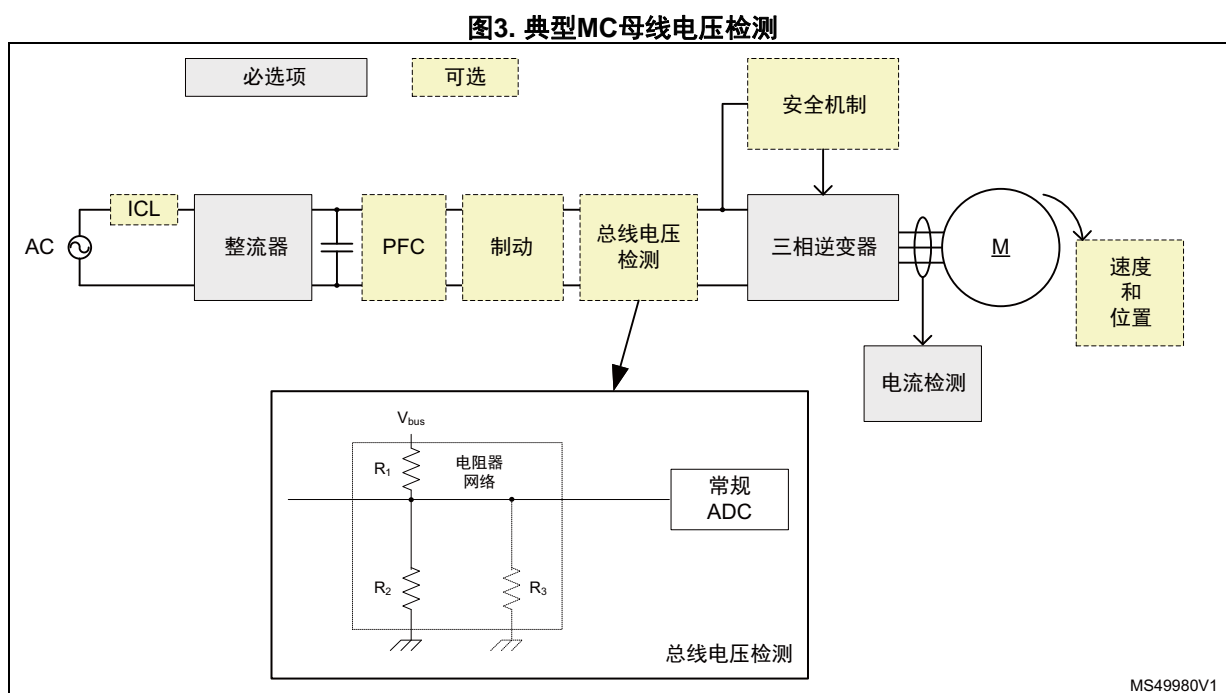 图3. 典型MC母线电压检测
必选项
可选
安全机制
ICL
AC
整流器
PFC
制动
总线电压
检测
三相逆变器
M
速度
和
位置
电流检测
Vbus
R1
电阻器
网络
常规
ADC
R2
R3
总线电压检测
MS49980V1